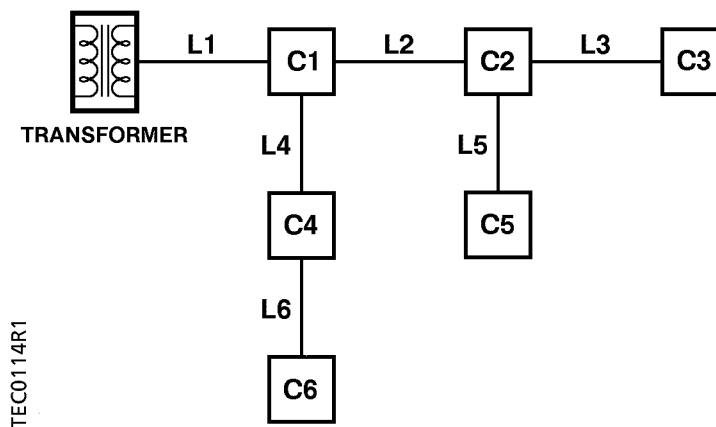 L1 C1 L2 C2 L3 C3
TRANSFORMER
L4 L5
C4 C5
L6
C6
TEC0114R1